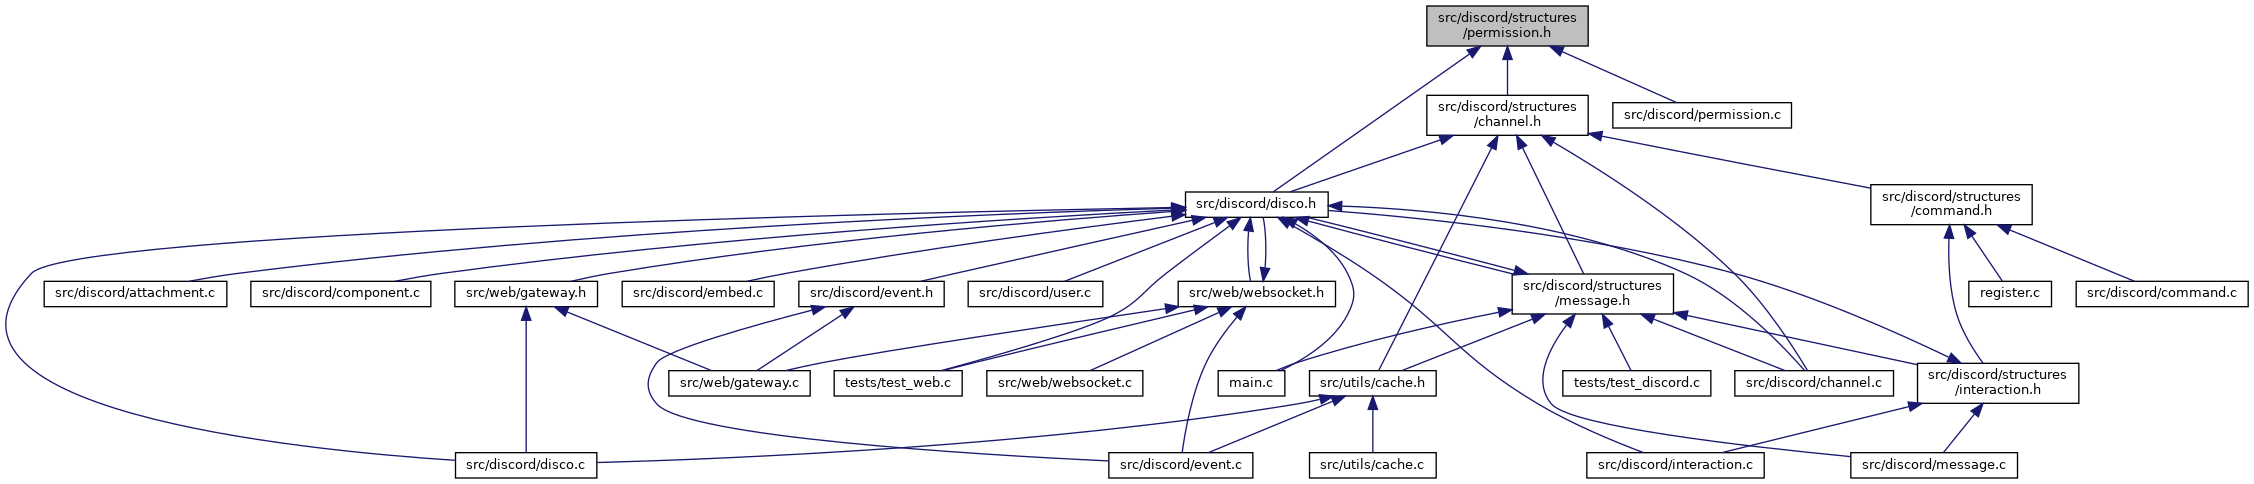 src/discord/structures
/permission.h
src/discord/structures
/channel.h
src/discord/permission.c
src/discord/disco.h
src/discord/structures
/command.h
src/discord/attachment.c
src/discord/component.c
src/web/gateway.h
src/discord/embed.c
src/discord/event.h
src/discord/user.c
src/web/websocket.h
src/discord/structures
/message.h
register.c
src/discord/command.c
src/web/gateway.c
tests/test_web.c
src/web/websocket.c
main.c
src/utils/cache.h
tests/test_discord.c
src/discord/channel.c
src/discord/structures
/interaction.h
src/discord/disco.c
src/discord/event.c
src/utils/cache.c
src/discord/interaction.c
src/discord/message.c